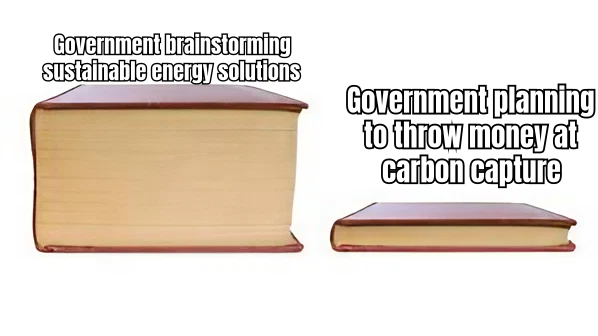 Government brainstorming
sustainable energy solutions
Government planning
to throw money at
carbon capture